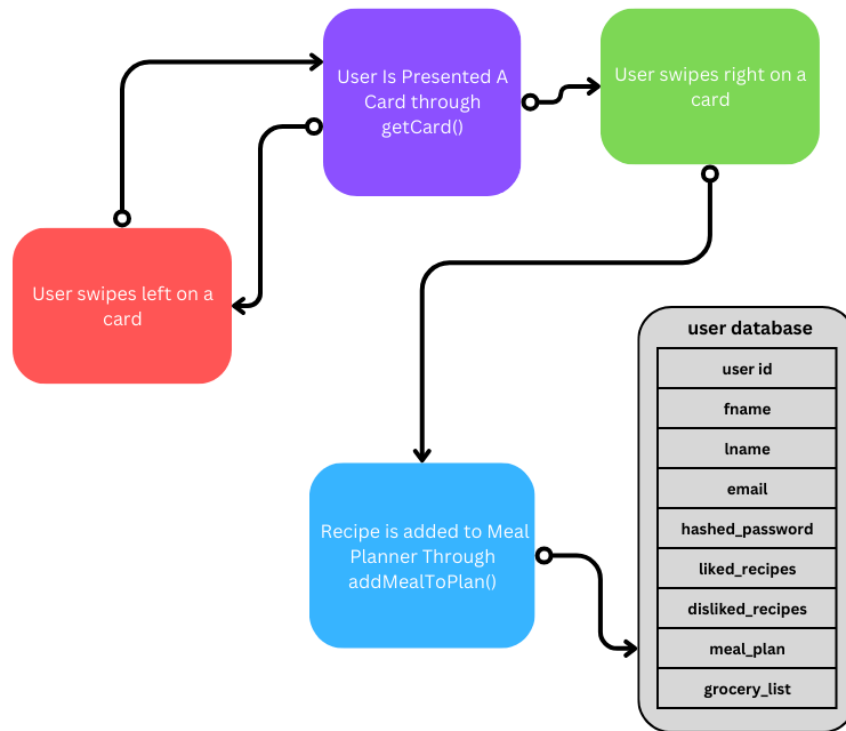 User Is Presented A
Card through
getCard()
User swipes right on a
card
User swipes left on a
card
Recipe is added to Meal
Planner Through
addMealToPlan()
user database
user id
fname
lname
email
hashed_password
liked_recipes
disliked_recipes
meal_plan
grocery_list